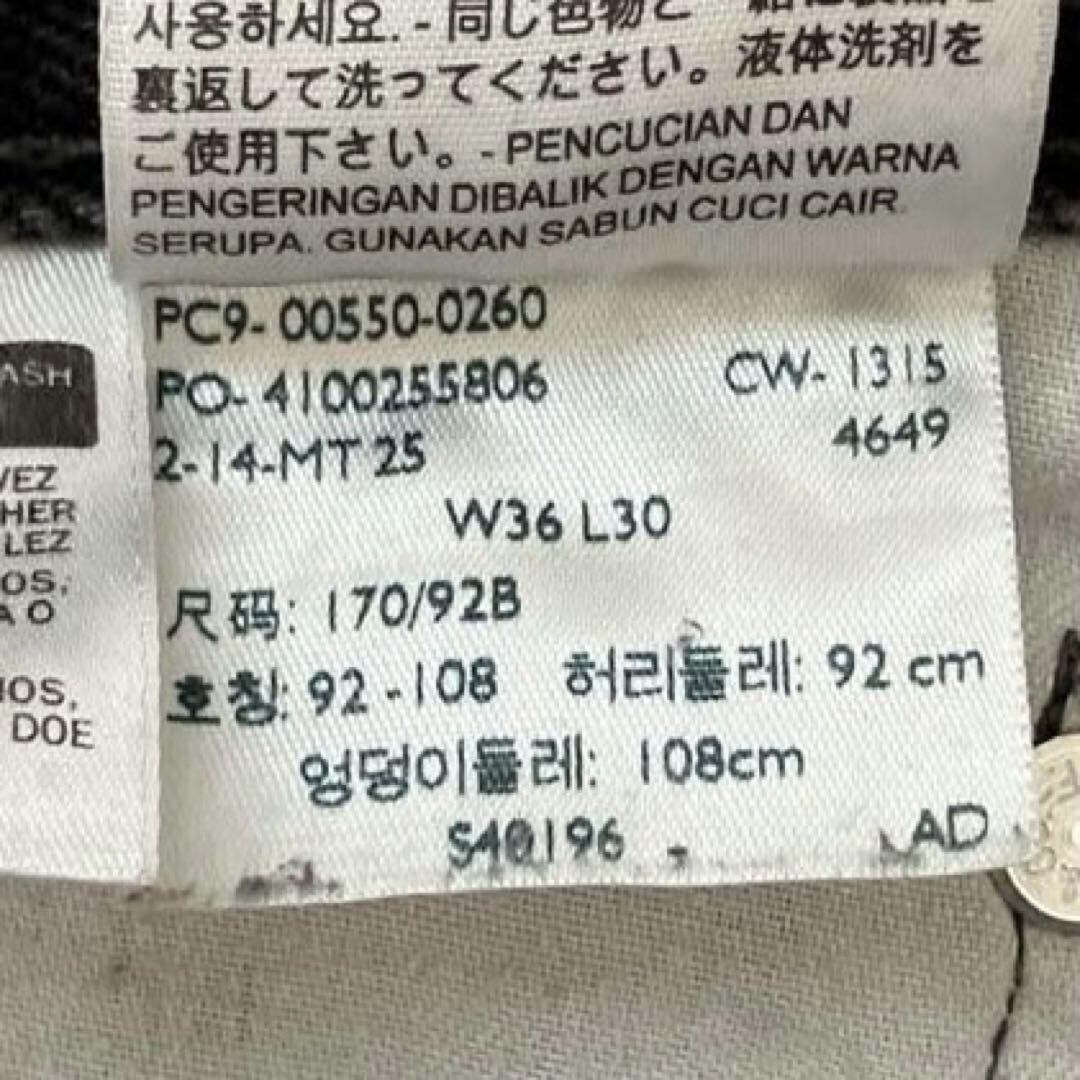 사용하세요. - 同じ色物と
裏返して洗ってください。液体洗剤を
ご使用下さい。- PENCUCIAN DAN
PENGERINGAN DIBALIK DENGAN WARNA
SERUPA. GUNAKAN SABUN CUCI CAIR.
PC9- 00550-0260
PO- 4100255806 CW- 1315
2-14-MT 25 4649
W36 L30
尺码: 170/92B
호칭: 92 -108 허리둘레: 92 cm
엉덩이둘레: 108cm
S40196 AD
ASH
VEZ
HER
LEZ
OS,
A O
IOS,
DOE